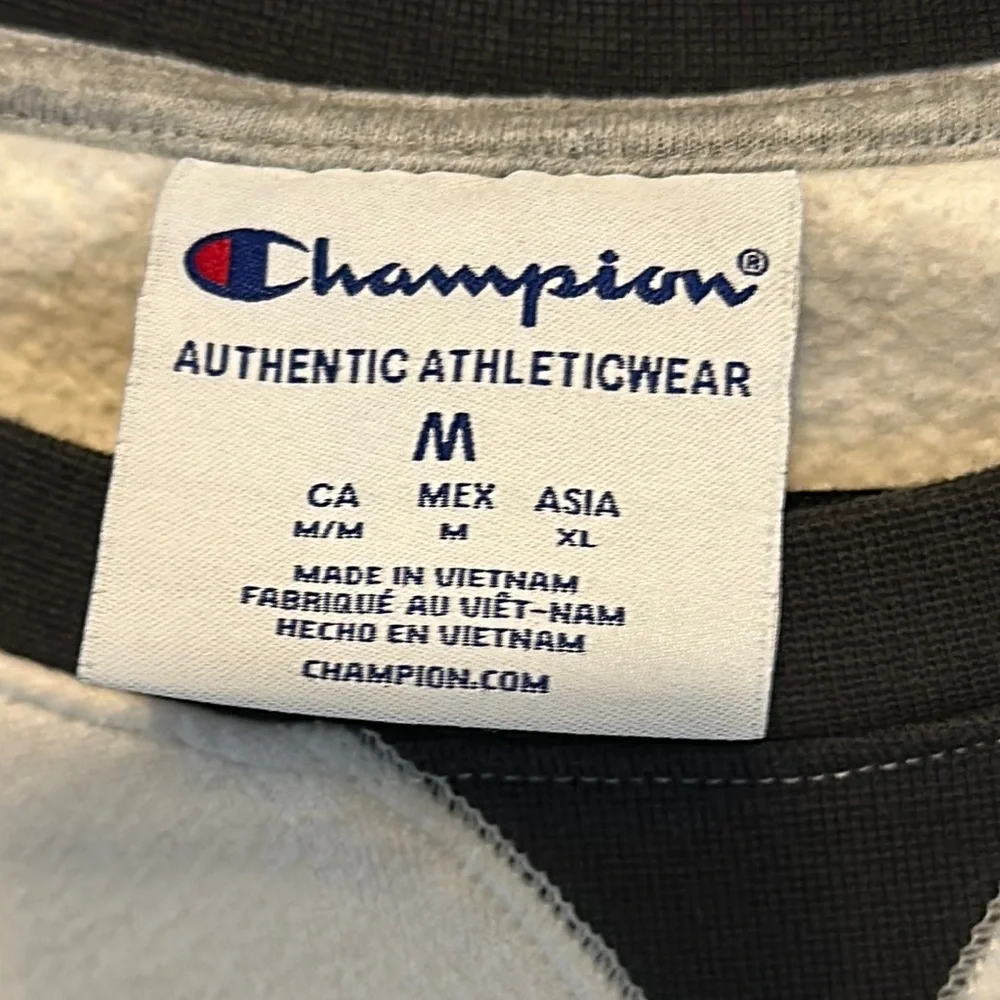 Champion®
AUTHENTIC ATHLETICWEAR
M
CA MEX ASIA
M/M M XL
MADE IN VIETNAM
FABRIQUÉ AU VIÊT-NAM
HECHO EN VIETNAM
CHAMPION.COM